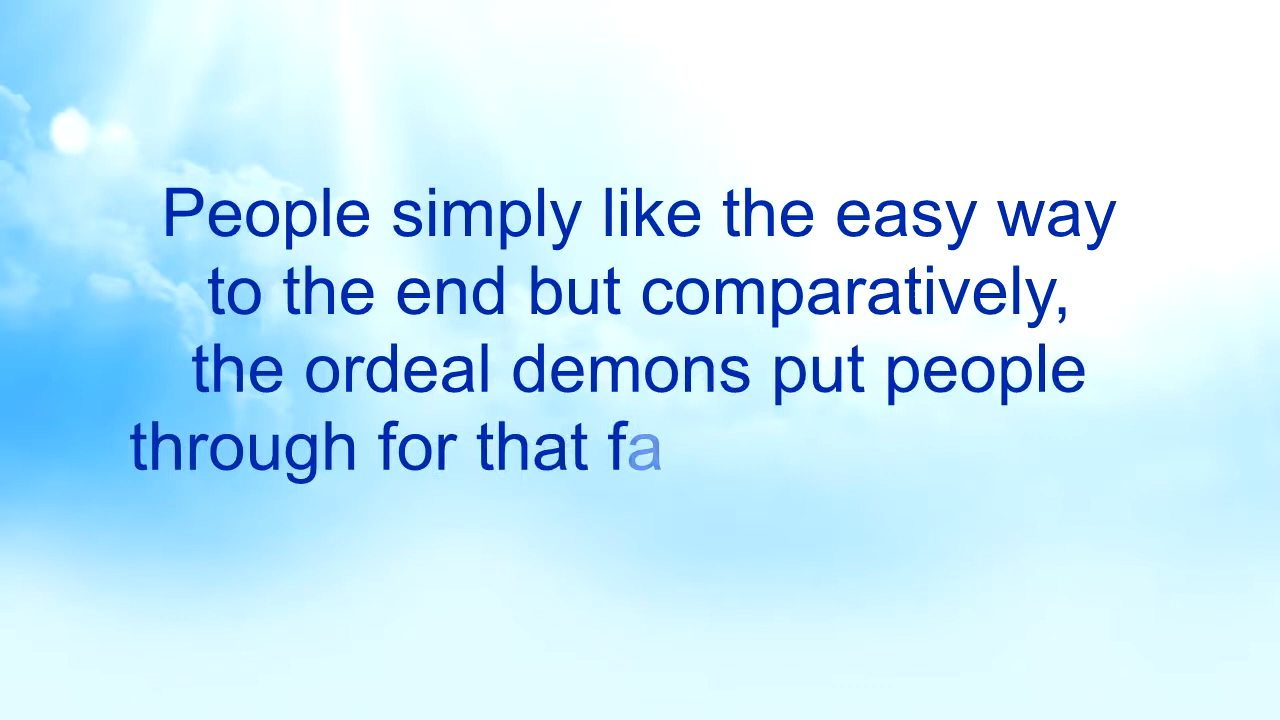 People simply like the easy way
to the end but comparatively,
the ordeal demons put people
through for that fa